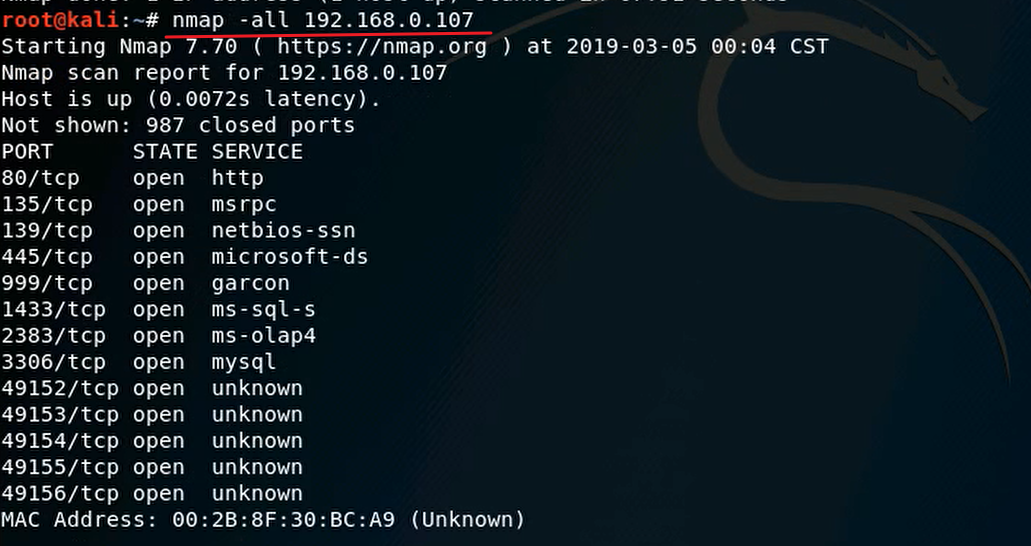 root@kali:~# nmap -all 192.168.0.107
Starting Nmap 7.70 ( https://nmap.org ) at 2019-03-05 00:04 CST
Nmap scan report for 192.168.0.107
Host is up (0.0072s latency).
Not shown: 987 closed ports
PORT      STATE SERVICE
80/tcp    open  http
135/tcp   open  msrpc
139/tcp   open  netbios-ssn
445/tcp   open  microsoft-ds
999/tcp   open  garcon
1433/tcp  open  ms-sql-s
2383/tcp  open  ms-olap4
3306/tcp  open  mysql
49152/tcp open  unknown
49153/tcp open  unknown
49154/tcp open  unknown
49155/tcp open  unknown
49156/tcp open  unknown
MAC Address: 00:2B:8F:30:BC:A9 (Unknown)